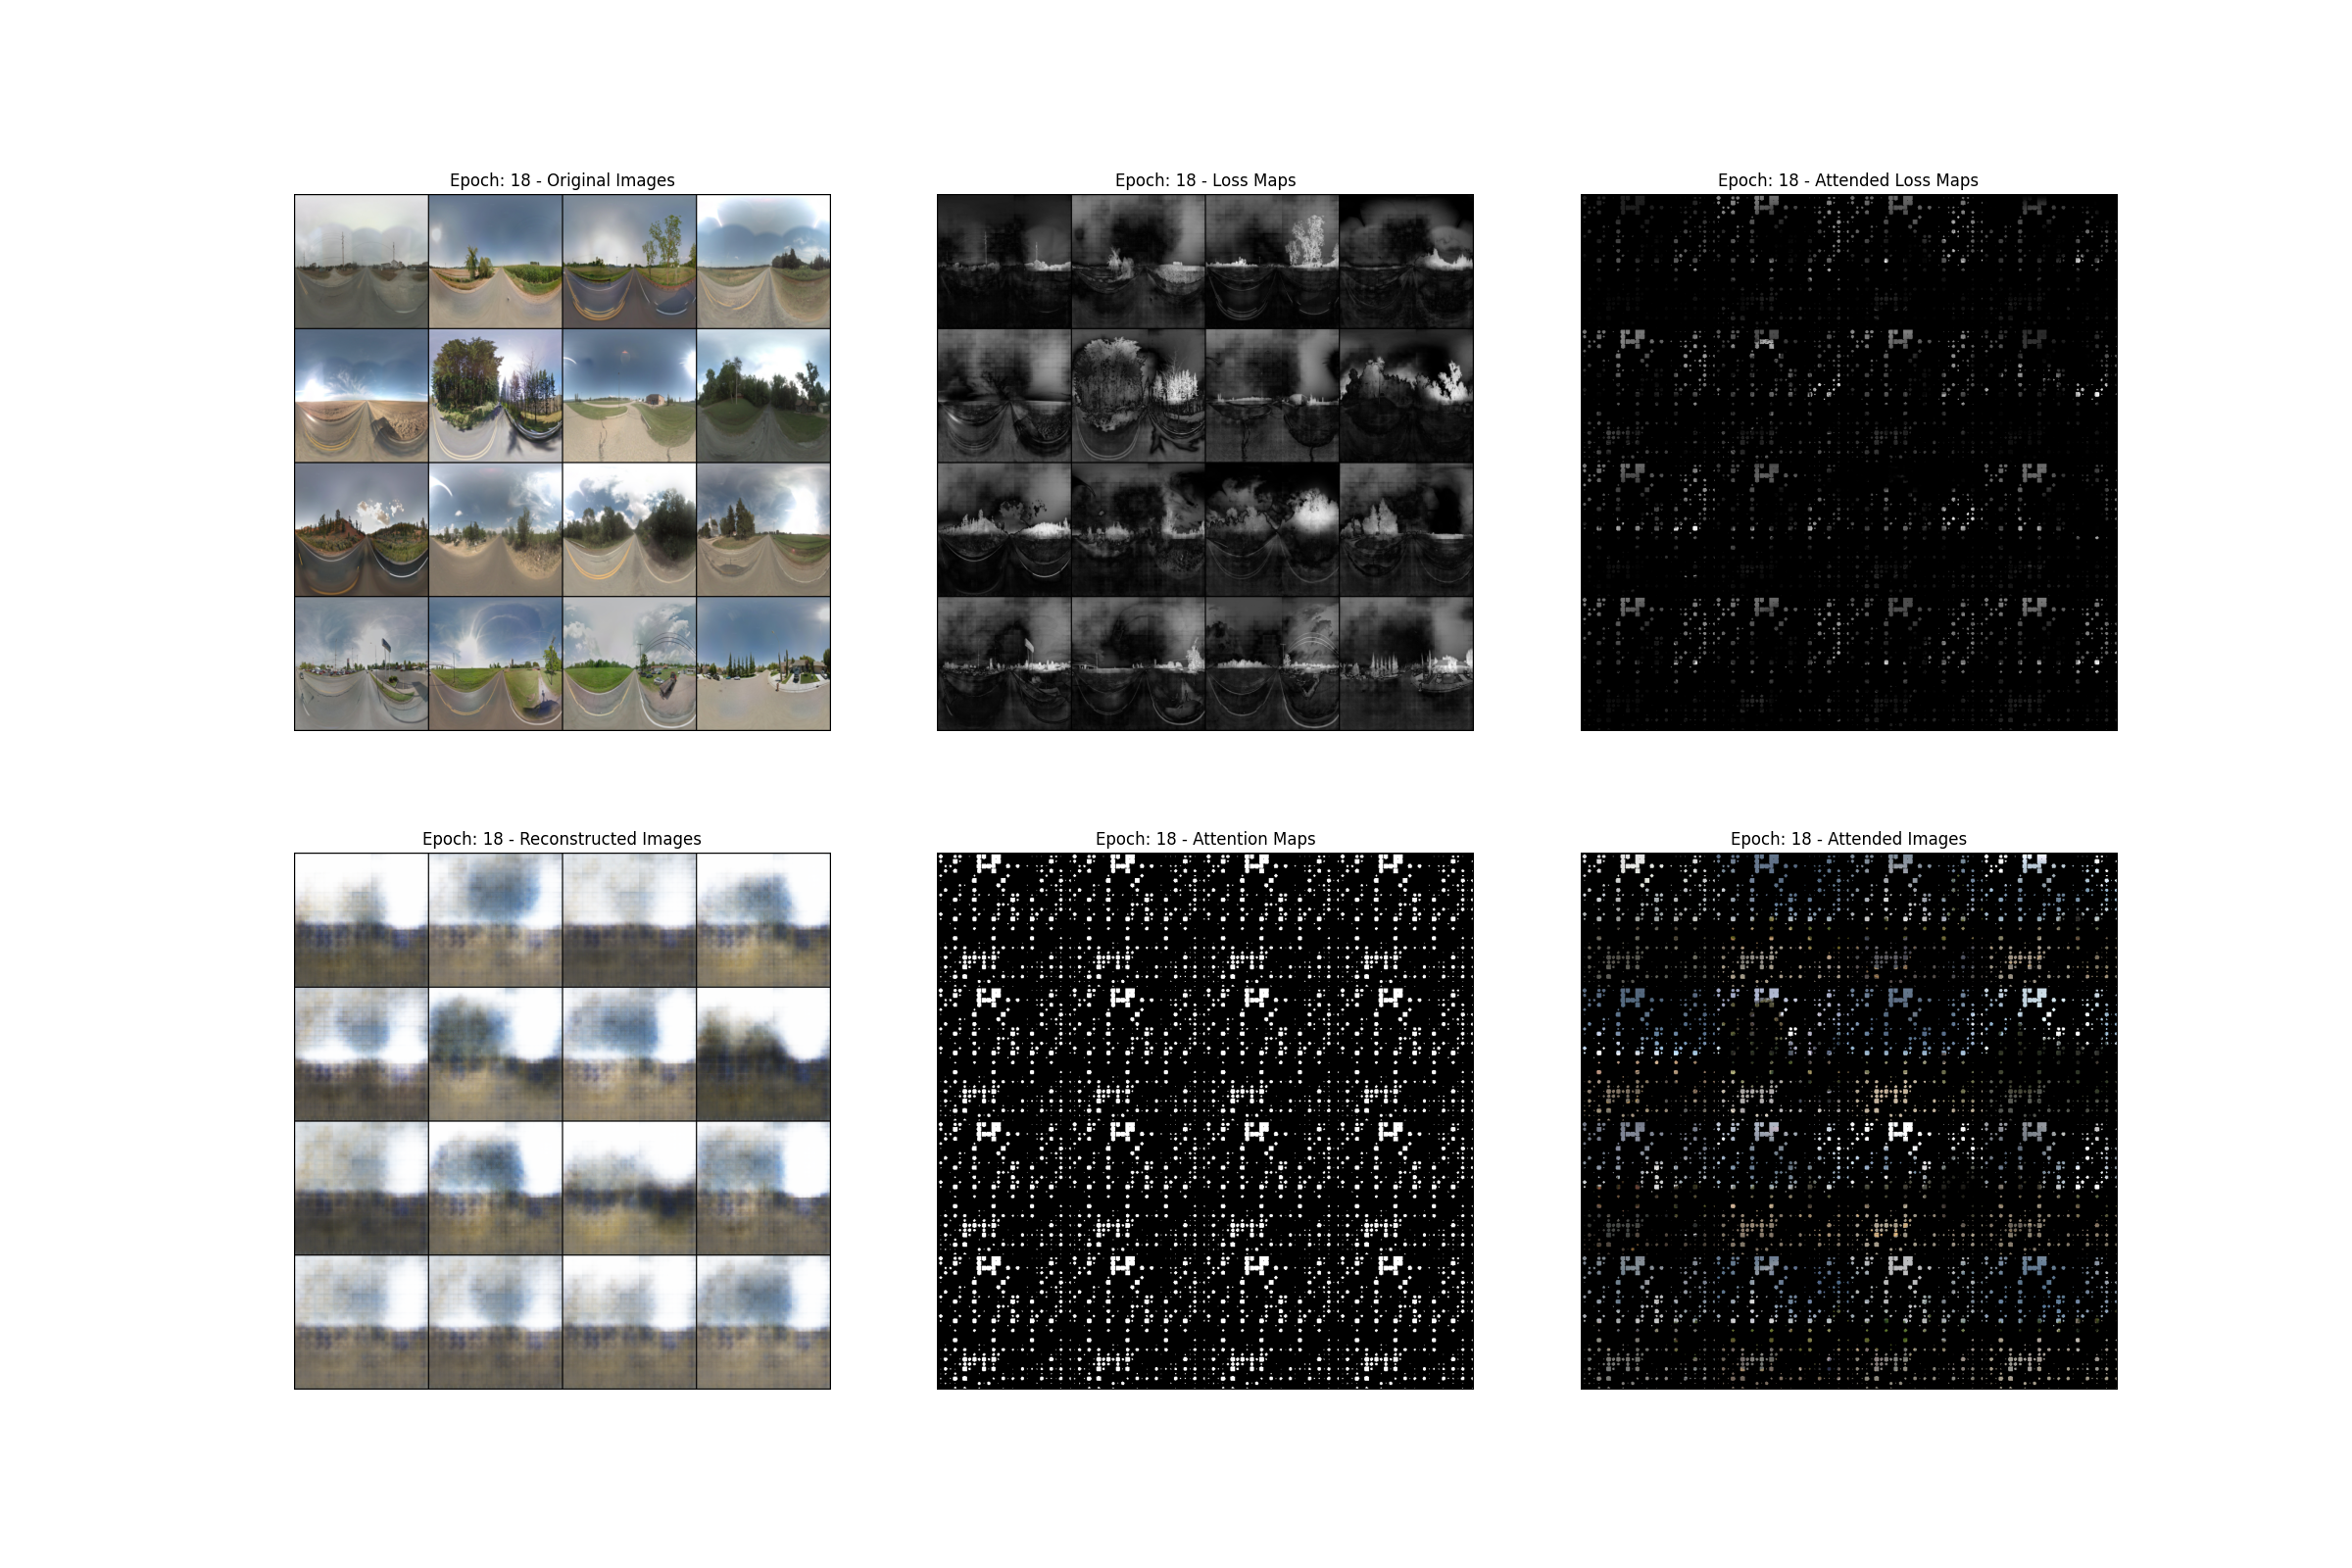 Epoch: 18 - Original Images
Epoch: 18 - Loss Maps
Epoch: 18 - Attended Loss Maps
Epoch: 18 - Reconstructed Images
Epoch: 18 - Attention Maps
Epoch: 18 - Attended Images